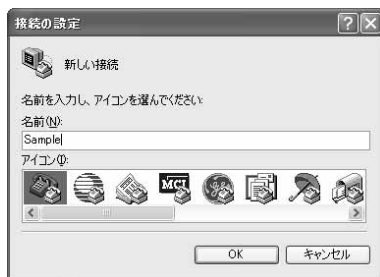 接続の設定
新しい接続
名前を入力し、アイコンを選んでください:
名前(N):
Sample
アイコン(I):
MCI
OK
キャンセル